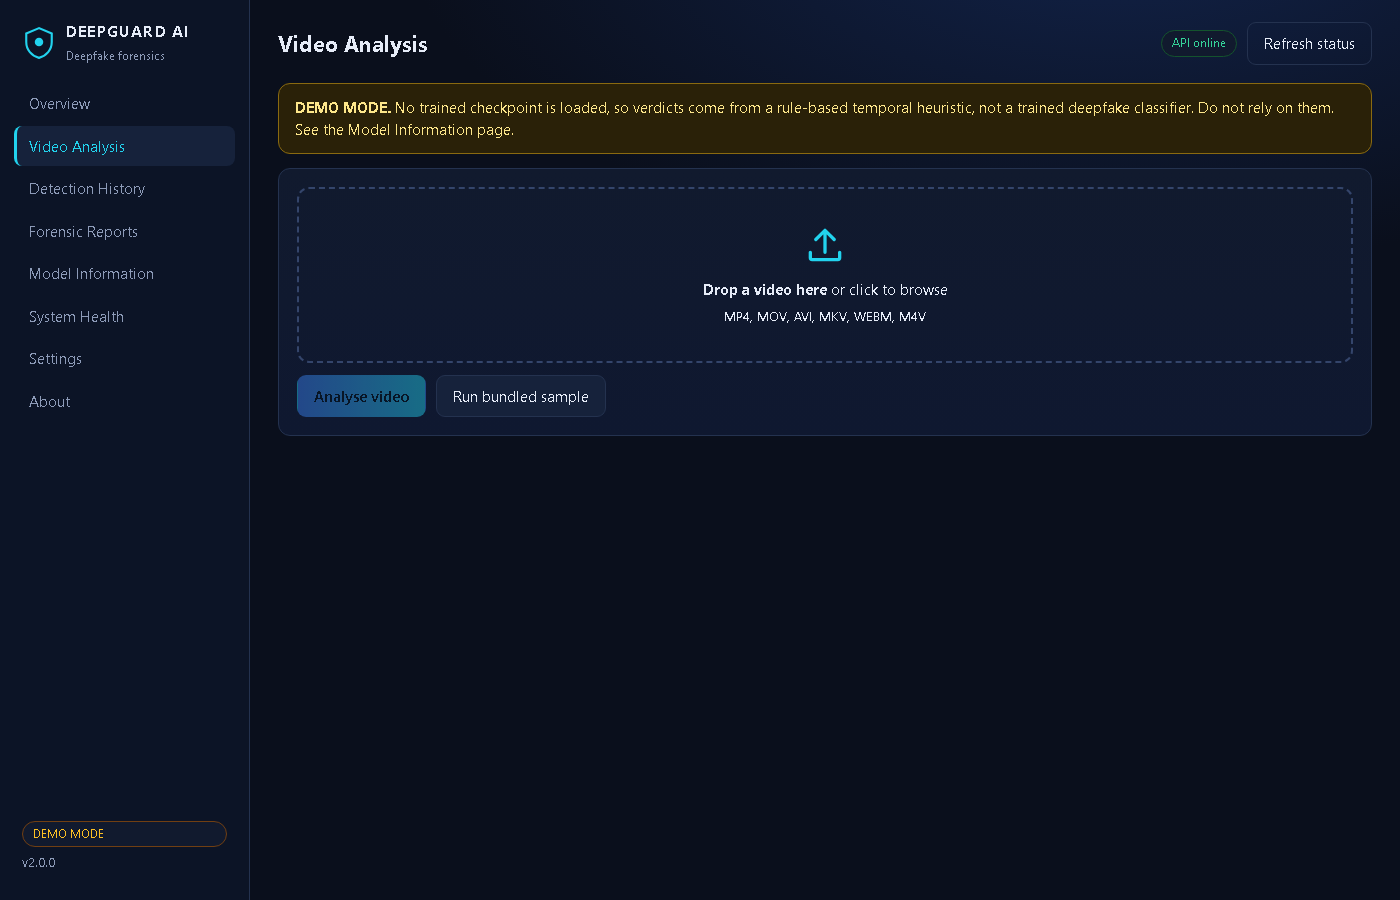 DEEPGUARD AI
Deepfake forensics
Overview
Video Analysis
Detection History
Forensic Reports
Model Information
System Health
Settings
About
DEMO MODE
v2.0.0
Video Analysis
API online
Refresh status
DEMO MODE. No trained checkpoint is loaded, so verdicts come from a rule-based temporal heuristic, not a trained deepfake classifier. Do not rely on them.
See the Model Information page.
Drop a video here or click to browse
MP4, MOV, AVI, MKV, WEBM, M4V
Analyse video
Run bundled sample